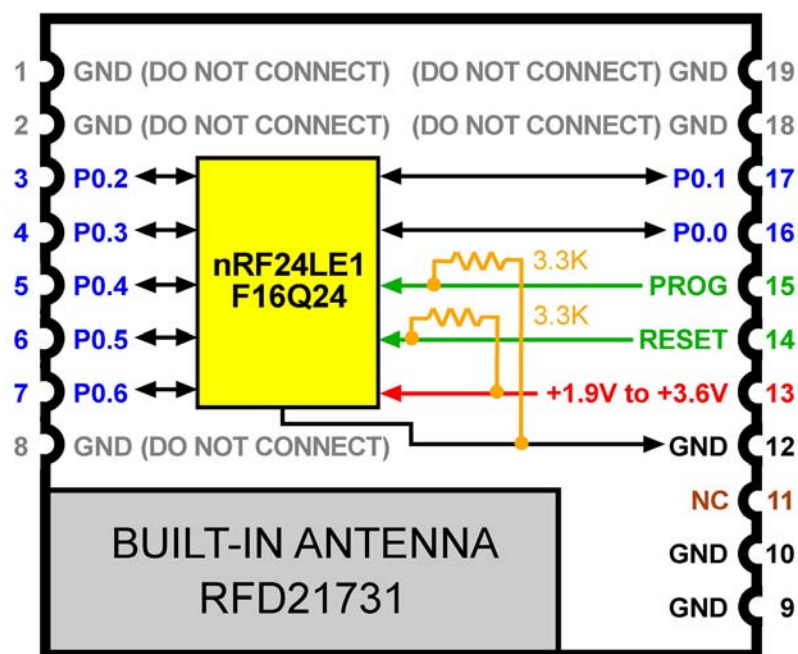 1 GND (DO NOT CONNECT) (DO NOT CONNECT) GND 19
2 GND (DO NOT CONNECT) (DO NOT CONNECT) GND 18
3 P0.2 P0.1 17
4 P0.3 P0.0 16
nRF24LE1
F16Q24
3.3K
5 P0.4 PROG 15
3.3K
6 P0.5 RESET 14
7 P0.6 +1.9V to +3.6V 13
8 GND (DO NOT CONNECT) GND 12
NC 11
BUILT-IN ANTENNA
RFD21731
GND 10
GND 9